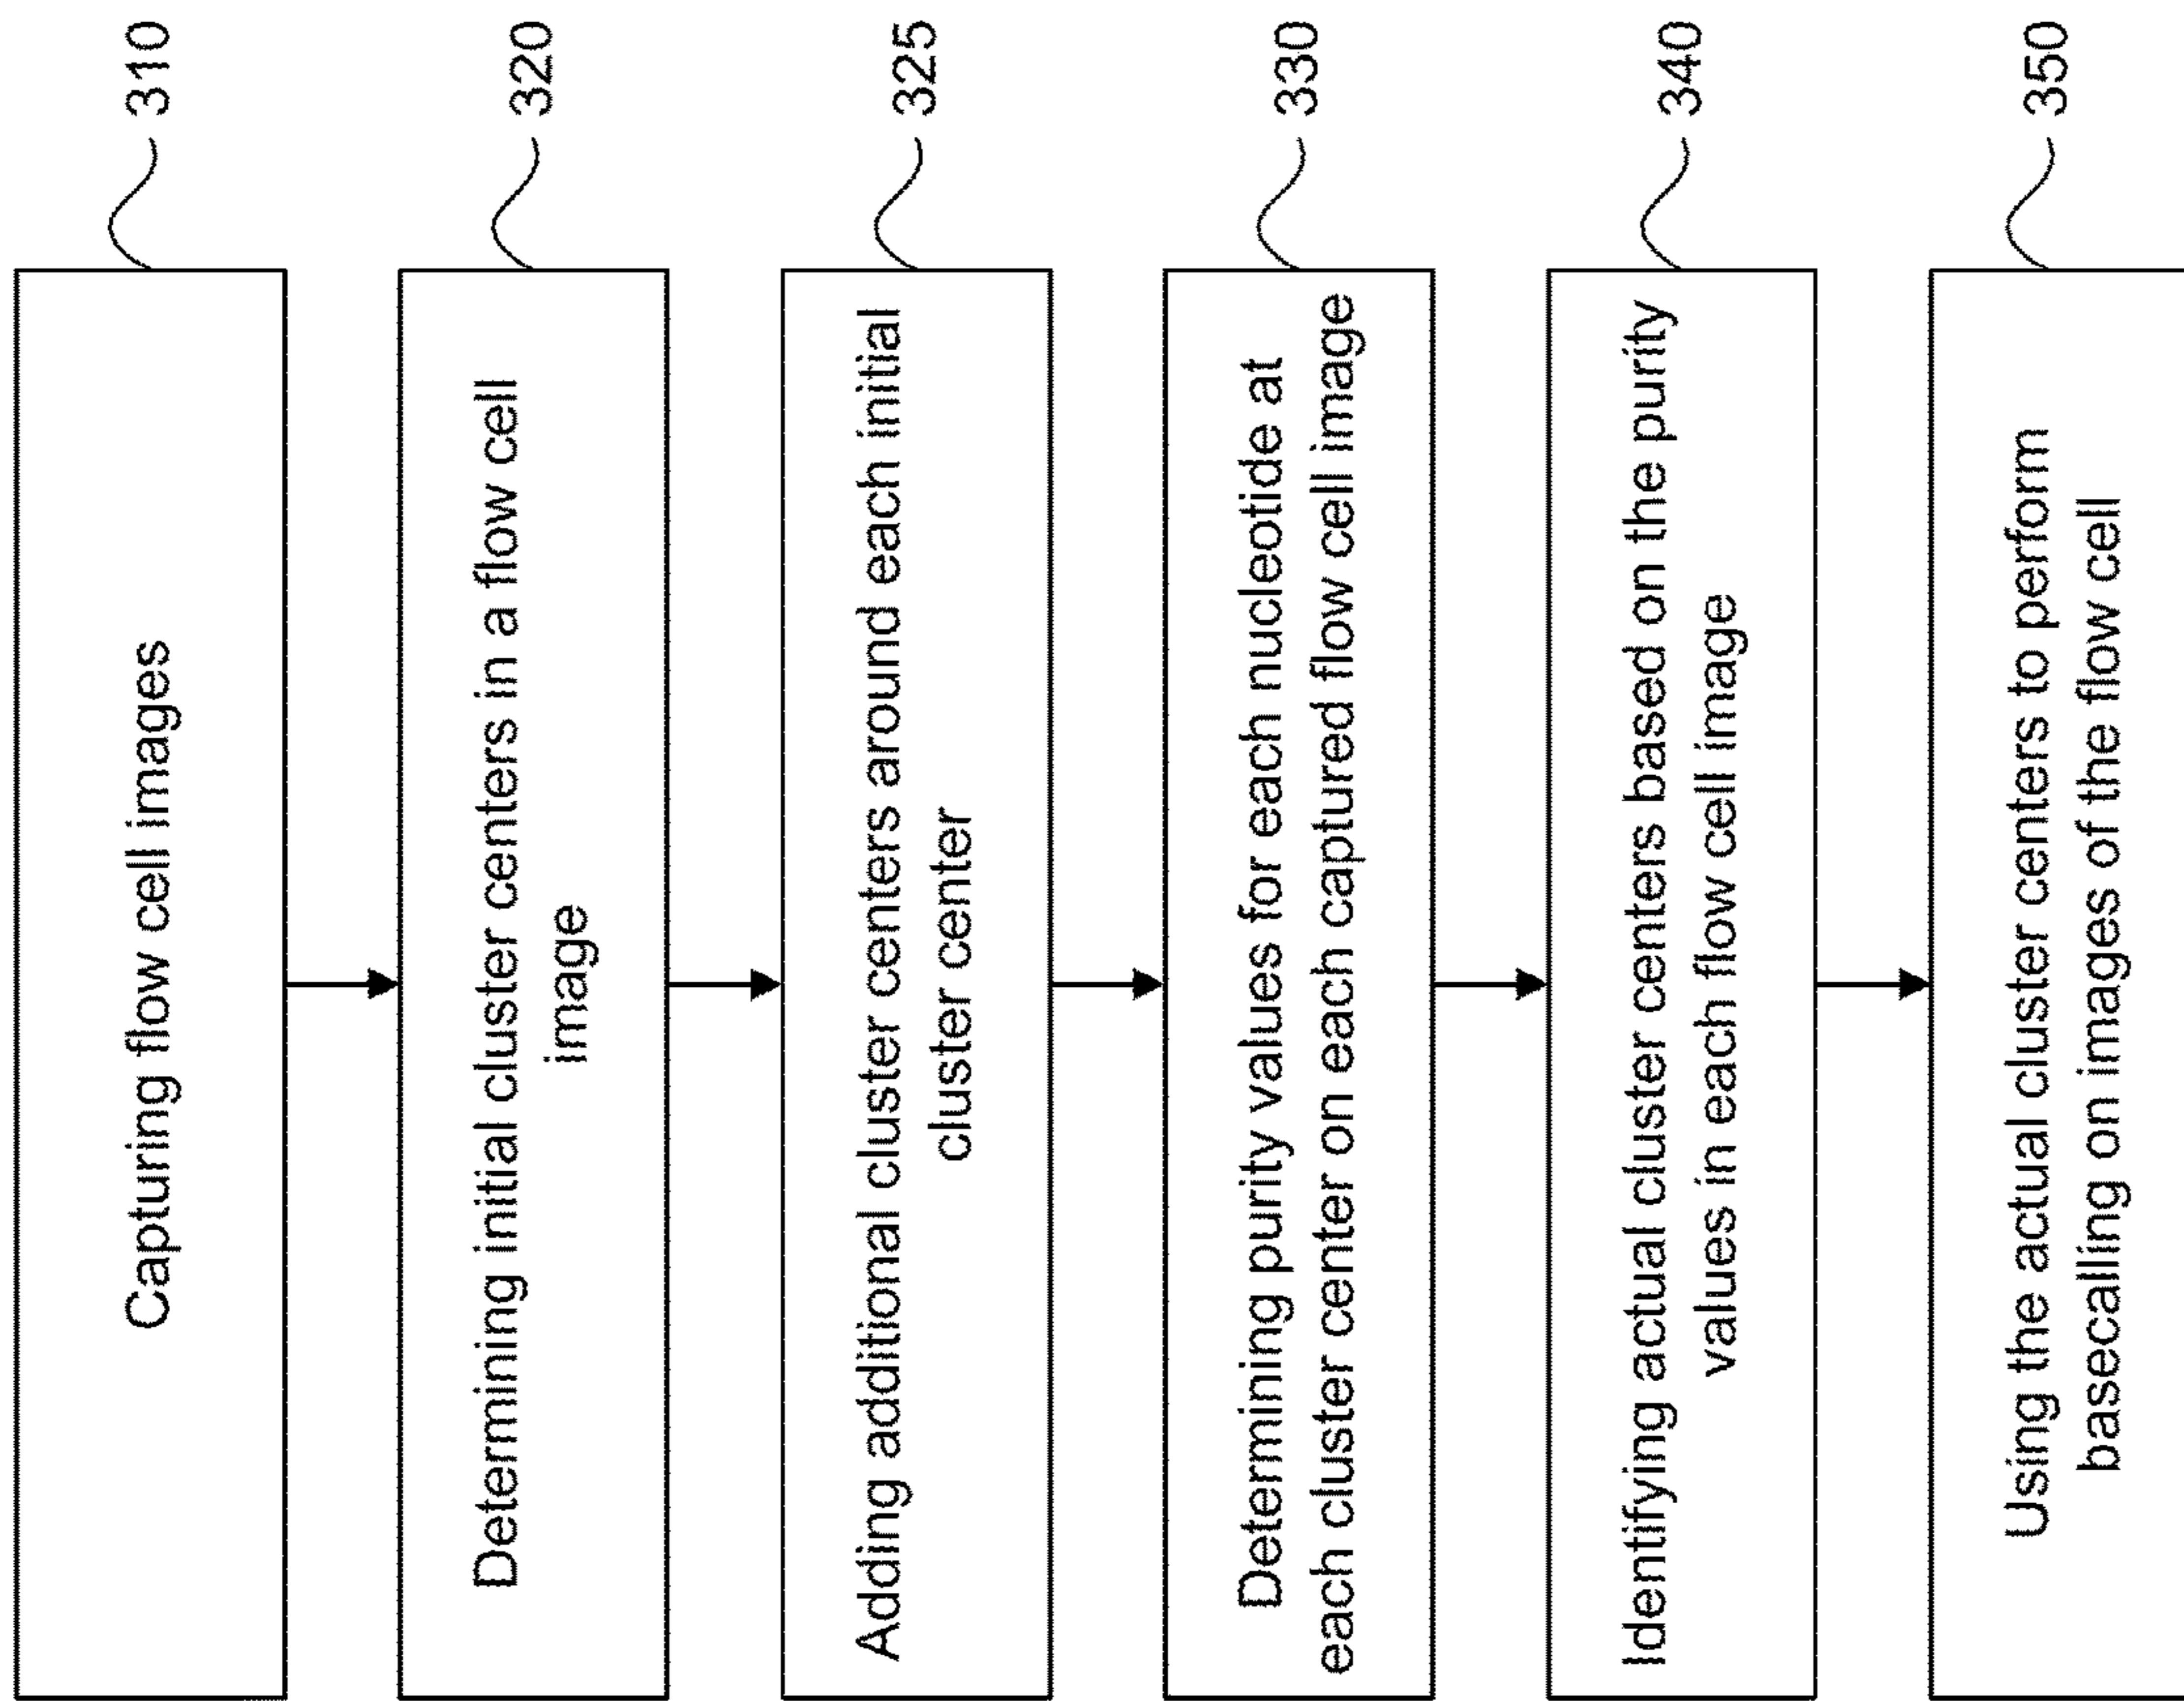 Capturing flow cell images
310
Determining initial cluster centers in a flow cell
image
320
Adding additional cluster centers around each initial
cluster center
325
Determining purity values for each nucleotide at
each cluster center on each captured flow cell image
330
Identifying actual cluster centers based on the purity
values in each flow cell image
340
Using the actual cluster centers to perform
basecalling on images of the flow cell
350